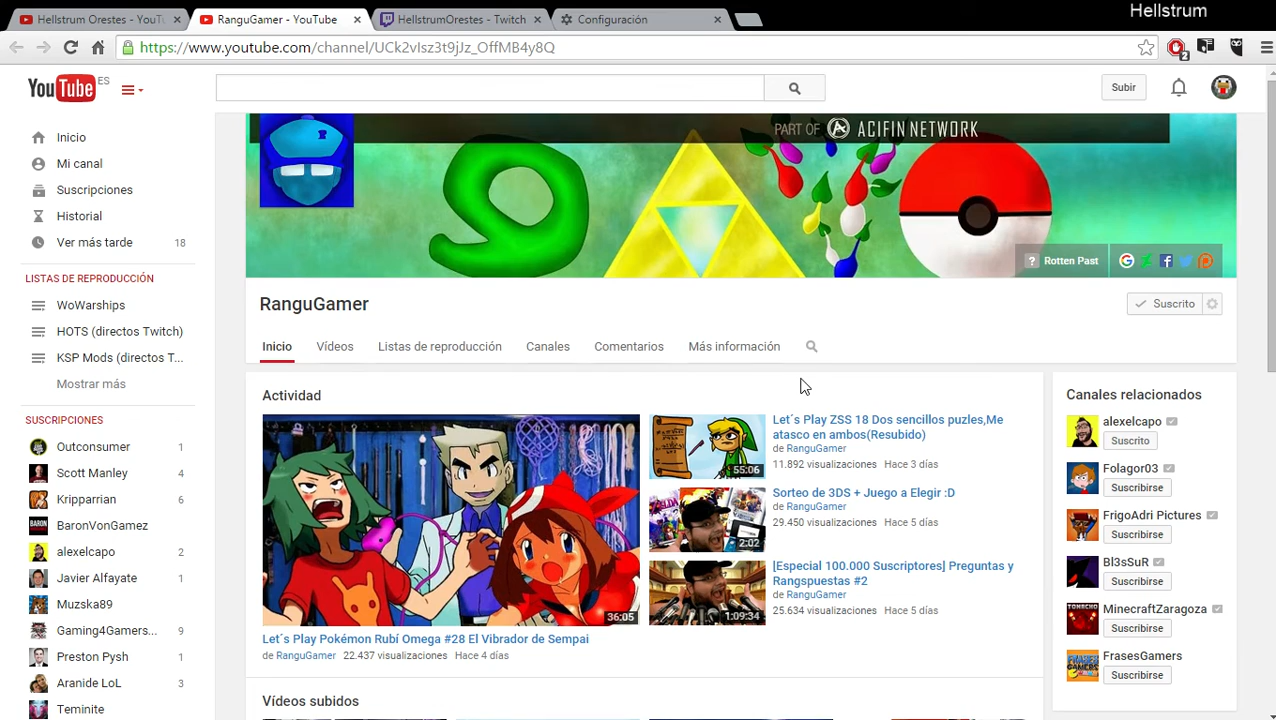 Hellstrum
Hellstrum Orestes - YouTu
RanguGamer - YouTube
HellstrumOrestes - Twitch
Configuración
https://www.youtube.com/channel/UCk2vIsz3t9jJz_OffMB4y8Q
2
YouTube ES
Subir
Inicio
Mi canal
Suscripciones
Historial
Ver más tarde 18
LISTAS DE REPRODUCCIÓN
WoWarships
HOTS (directos Twitch)
KSP Mods (directos T...
Mostrar más
SUSCRIPCIONES
Outconsumer 1
Scott Manley 4
Kripparrian 6
BaronVonGamez
alexelcapo 2
Javier Alfayate 1
Muzska89
Gaming4Gamers... 9
Preston Pysh 1
Aranide LoL 3
Teminite
PART OF ACIFIN NETWORK
? Rotten Past
RanguGamer
Suscrito
Inicio
Vídeos
Listas de reproducción
Canales
Comentarios
Más información
Actividad
36:05
Let´s Play Pokémon Rubí Omega #28 El Vibrador de Sempai
de RanguGamer 22.437 visualizaciones Hace 4 días
55:06
Let´s Play ZSS 18 Dos sencillos puzles,Me
atasco en ambos(Resubido)
de RanguGamer
11.892 visualizaciones Hace 3 días
2:02
Sorteo de 3DS + Juego a Elegir :D
de RanguGamer
29.450 visualizaciones Hace 5 días
1:09:34
[Especial 100.000 Suscriptores] Preguntas y
Rangspuestas #2
de RanguGamer
25.634 visualizaciones Hace 5 días
Vídeos subidos
Canales relacionados
alexelcapo
Suscrito
Folagor03
Suscribirse
FrigoAdri Pictures
Suscribirse
Bl3sSuR
Suscribirse
MinecraftZaragoza
Suscribirse
FrasesGamers
Suscribirse